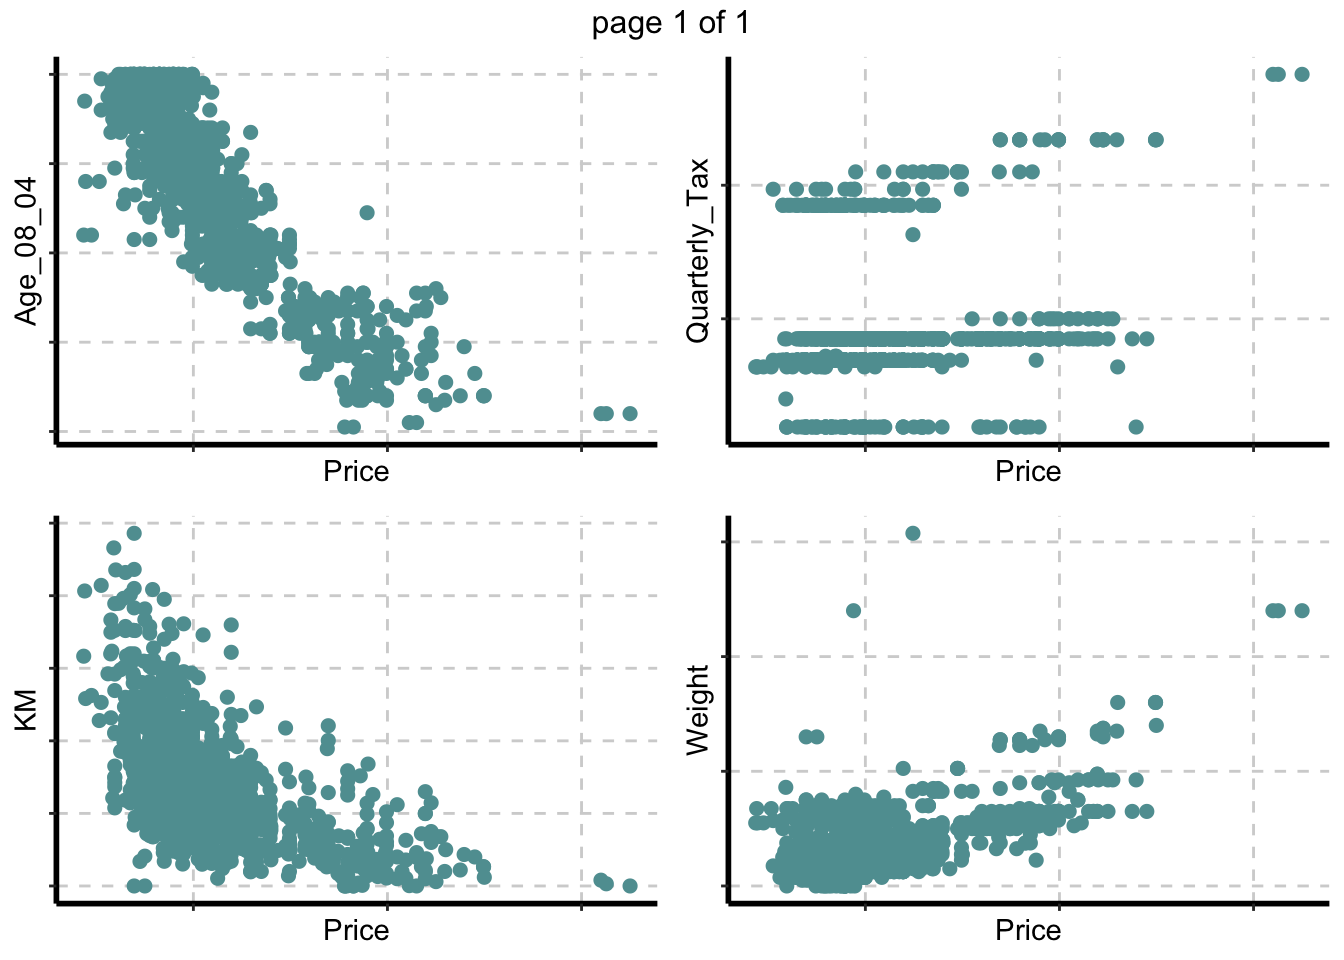 page 1 of 1
Age_08_04
Price
Quarterly_Tax
Price
KM
Price
Weight
Price